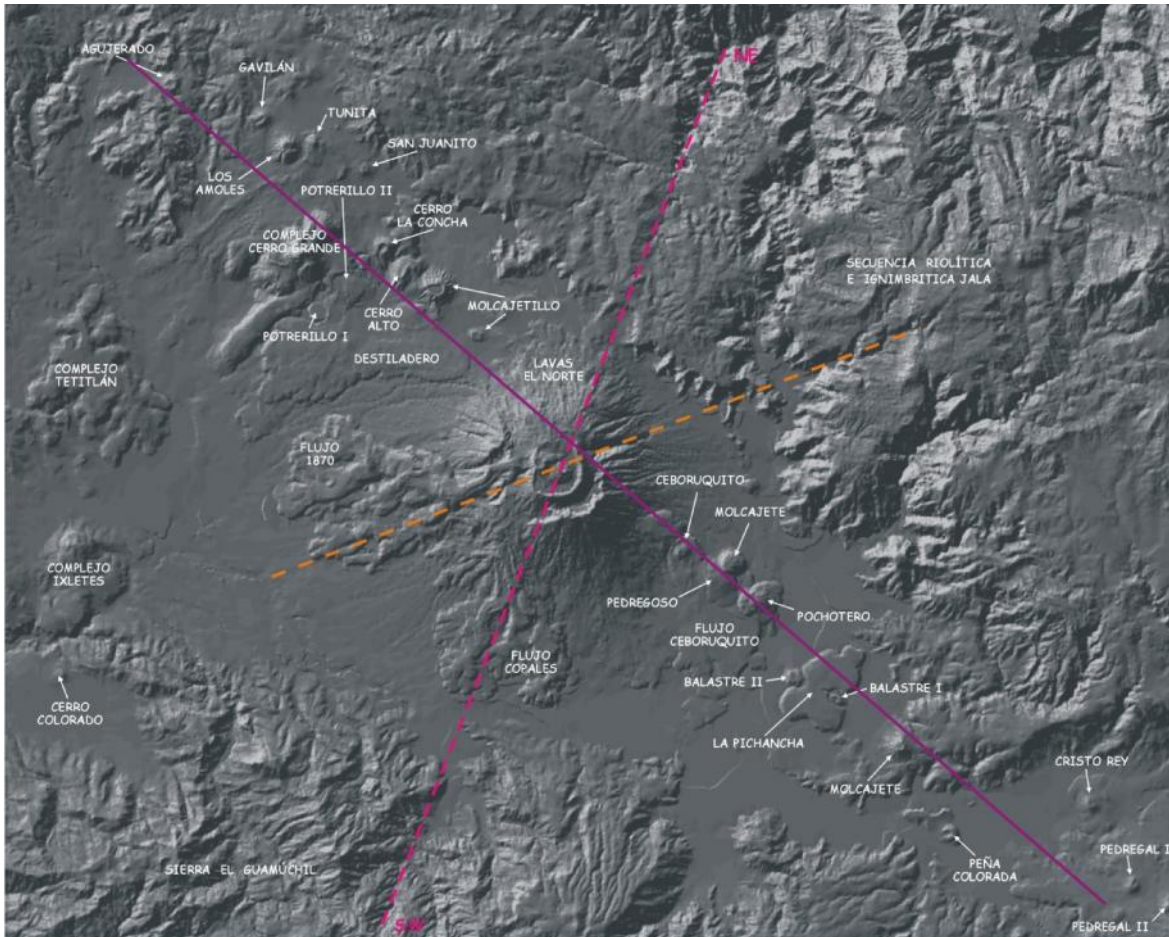 AGUJERADO
NE
GAVILÁN
TUNITA
SAN JUANITO
LOS
AMOLES
POTRERILLO II
CERRO
LA CONCHA
COMPLEJO
CERRO GRANDE
SECUENCIA RIOLÍTICA
E IGNIMBRITICA JALA
MOLCAJETILLO
CERRO
ALTO
POTRERILLO I
DESTILADERO
LAVAS
EL NORTE
COMPLEJO
TETITLÁN
FLUJO
1870
CEBORUQUITO
MOLCAJETE
COMPLEJO
IXLETES
PEDREGOSO
POCHOTERO
FLUJO
CEBORUQUITO
FLUJO
COPALES
BALASTRE II
BALASTRE I
CERRO
COLORADO
LA PICHANCHA
MOLCAJETE
CRISTO REY
PEDREGAL I
SIERRA EL GUAMÚCHIL
PEÑA
COLORADA
SW
PEDREGAL II